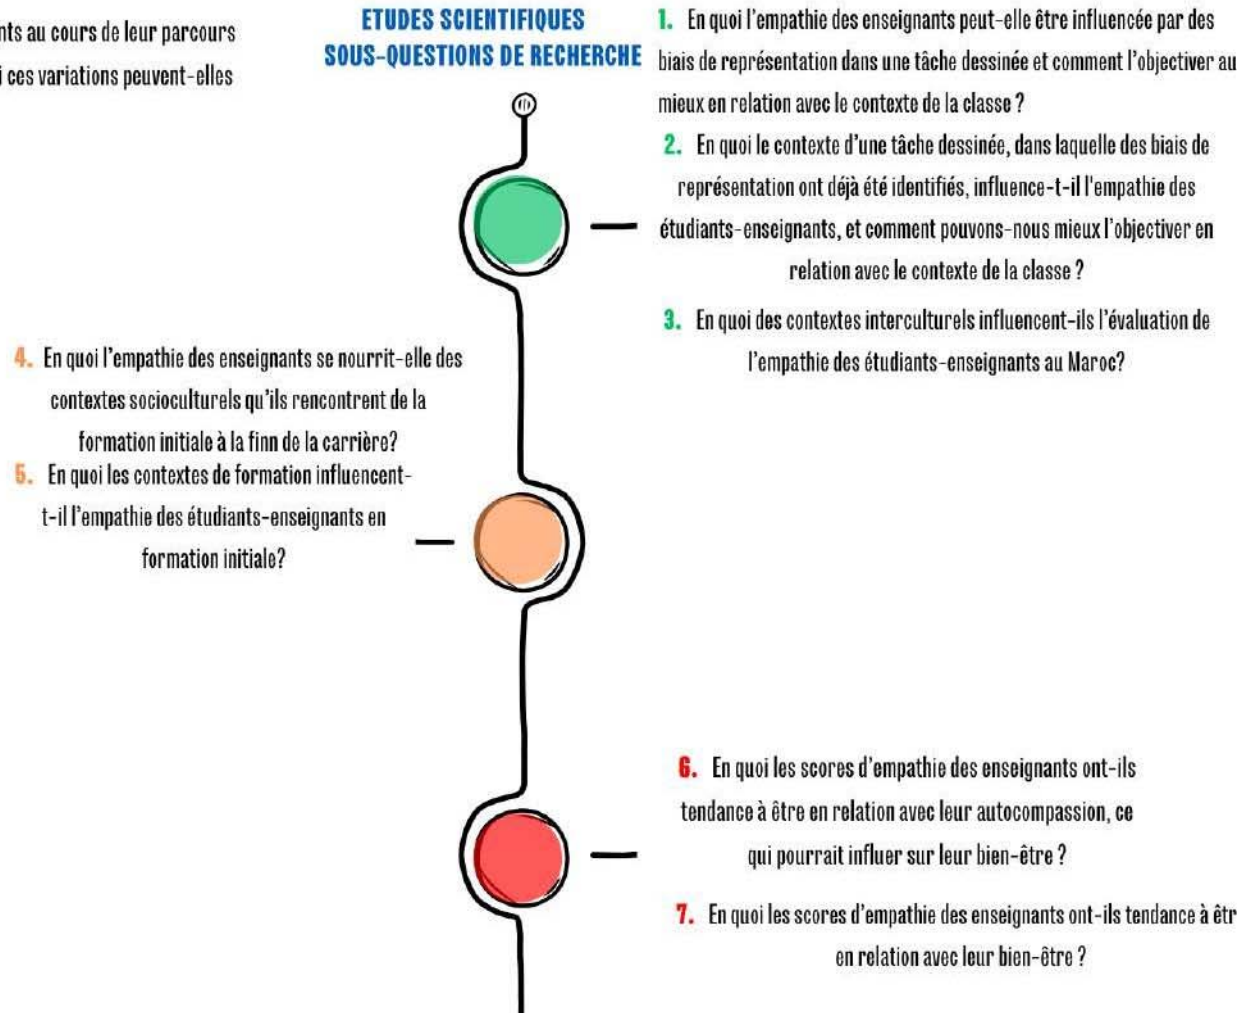 nts au cours de leur parcours
i ces variations peuvent-elles
ETUDES SCIENTIFIQUES
SOUS-QUESTIONS DE RECHERCHE
1. En quoi l'empathie des enseignants peut-elle être influencée par des
biais de représentation dans une tâche dessinée et comment l'objectiver au
mieux en relation avec le contexte de la classe ?
2. En quoi le contexte d'une tâche dessinée, dans laquelle des biais de
représentation ont déjà été identifiés, influence-t-il l'empathie des
étudiants-enseignants, et comment pouvons-nous mieux l'objectiver en
relation avec le contexte de la classe ?
3. En quoi des contextes interculturels influencent-ils l'évaluation de
l'empathie des étudiants-enseignants au Maroc?
4. En quoi l'empathie des enseignants se nourrit-elle des
contextes socioculturels qu'ils rencontrent de la
formation initiale à la finn de la carrière?
5. En quoi les contextes de formation influencent-
t-il l'empathie des étudiants-enseignants en
formation initiale?
6. En quoi les scores d'empathie des enseignants ont-ils
tendance à être en relation avec leur autocompassion, ce
qui pourrait influer sur leur bien-être ?
7. En quoi les scores d'empathie des enseignants ont-ils tendance à êtr
en relation avec leur bien-être ?